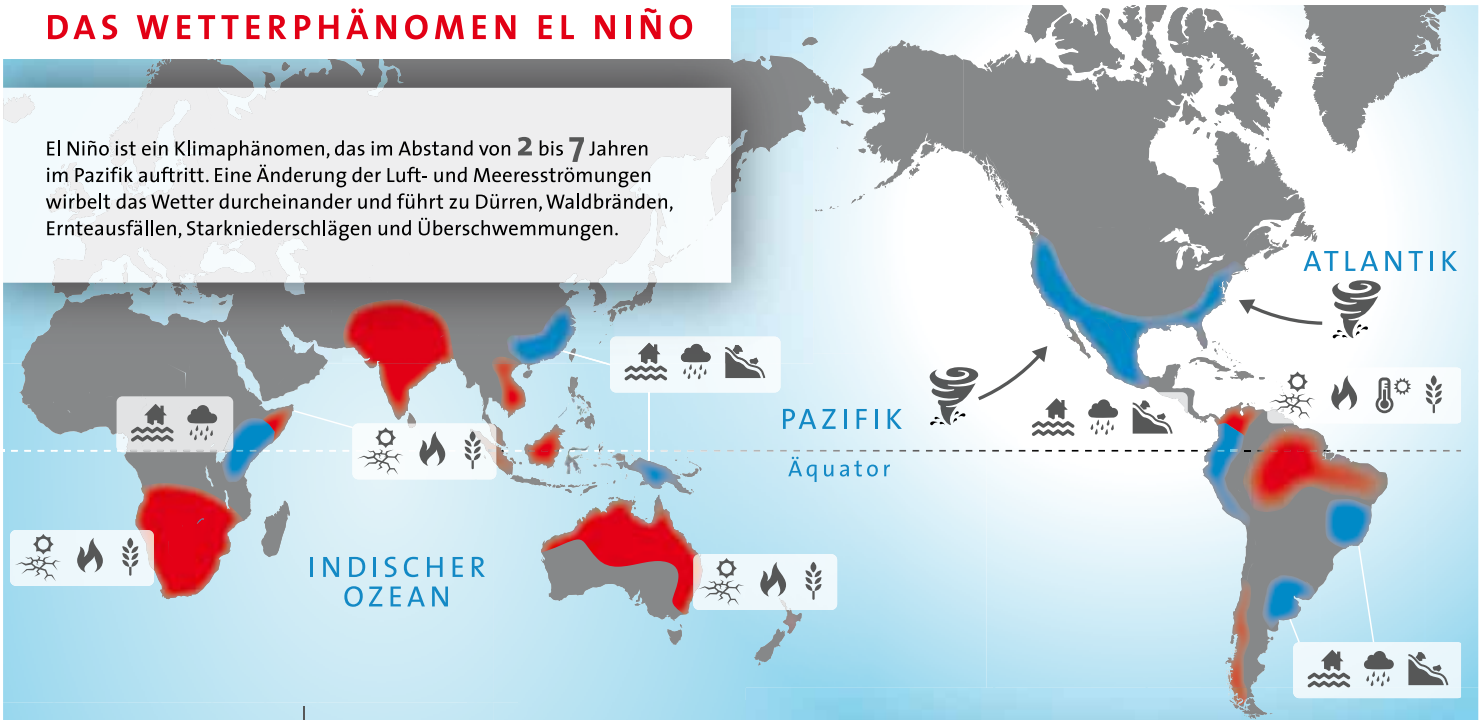 DAS WETTERPHÄNOMEN EL NIÑO
El Niño ist ein Klimaphänomen, das im Abstand von 2 bis 7 Jahren
im Pazifik auftritt. Eine Änderung der Luft- und Meeresströmungen
wirbelt das Wetter durcheinander und führt zu Dürren, Waldbränden,
Ernteausfällen, Starkniederschlägen und Überschwemmungen.
ATLANTIK
PAZIFIK
Äquator
INDISCHER
OZEAN